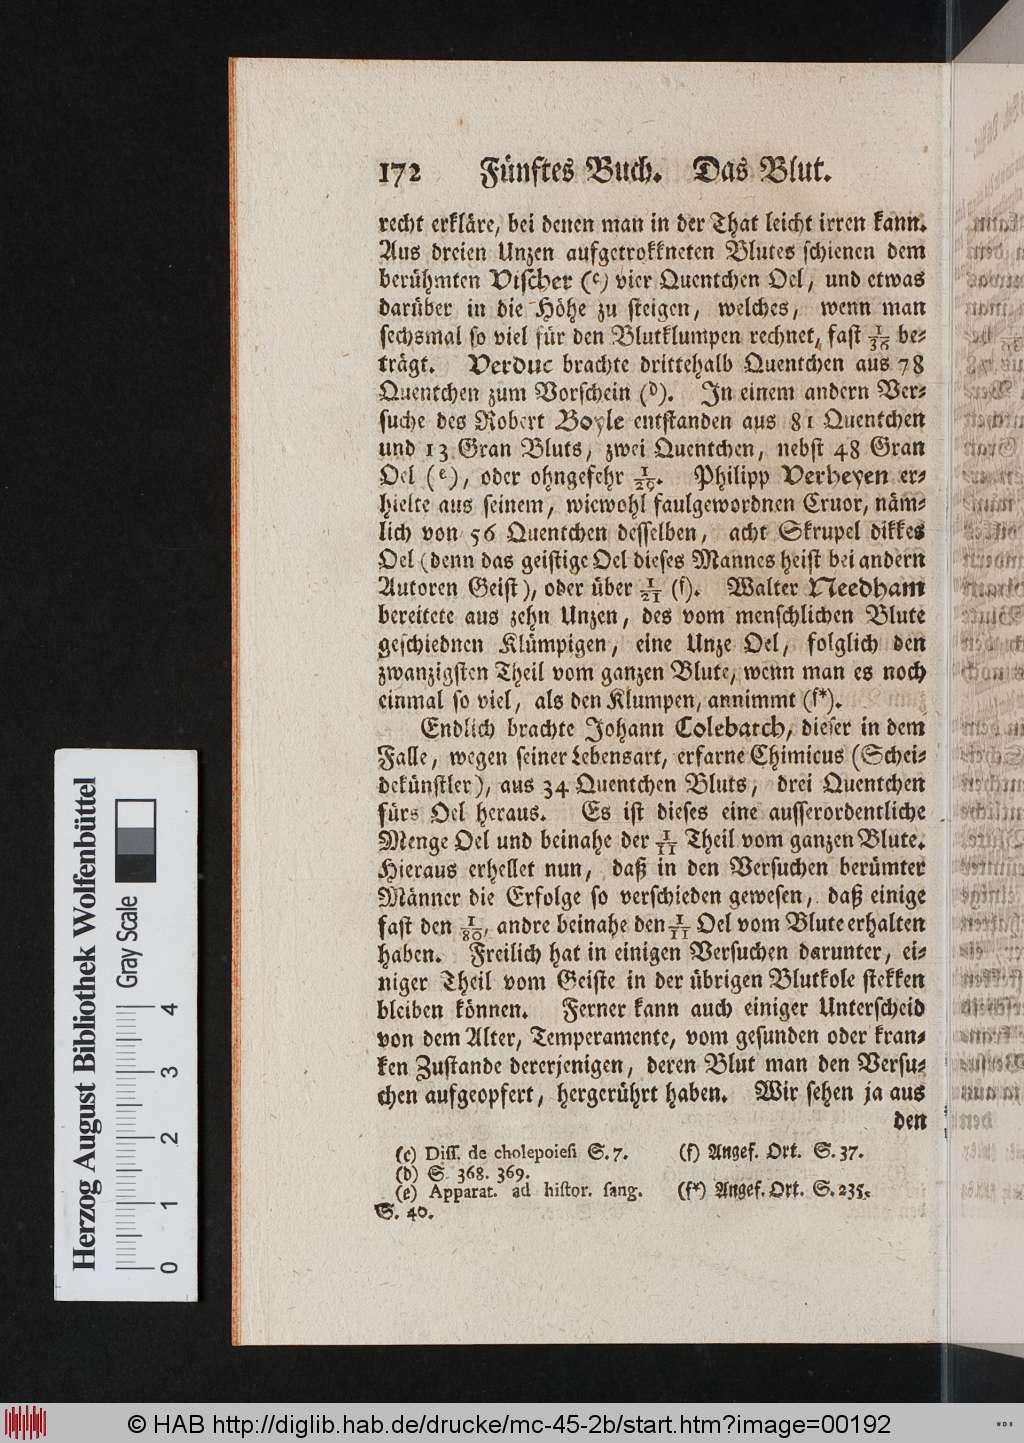 172 Fünftes Buch. Das Blut.
recht erkläre, bei denen man in der That leicht irren kann.
Aus dreien Unzen aufgetrokkneten Blutes schienen dem
berühmten Vischer (c) vier Quentchen Oel, und etwas
darüber in die Höhe zu steigen, welches, wenn man
sechsmal so viel für den Blutklumpen rechnet, fast 1/30 be-
trägt. Verduc brachte drittehalb Quentchen aus 78
Quentchen zum Vorschein (d). In einem andern Ver-
suche des Robert Boyle entstanden aus 81 Quentchen
und 13 Gran Bluts, zwei Quentchen, nebst 48 Gran
Oel (e), oder ohngefehr 1/29. Philipp Verheyen er-
hielte aus seinem, wiewohl faulgewordnen Cruor, näm-
lich von 56 Quentchen desselben, acht Skrupel dikkes
Oel (denn das geistige Oel dieses Mannes heist bei andern
Autoren Geist), oder über 1/21 (f). Walter Needham
bereitete aus zehn Unzen, des vom menschlichen Blute
geschiednen Klümpigen, eine Unze Oel, folglich den
zwanzigsten Theil vom ganzen Blute, wenn man es noch
einmal so viel, als den Klumpen, annimmt (f*).
Endlich brachte Johann Colebatch, dieser in dem
Falle, wegen seiner Lebensart, erfarne Chimicus (Schei-
dekünstler), aus 34 Quentchen Bluts, drei Quentchen
fürs Oel heraus. Es ist dieses eine ausserordentliche
Menge Oel und beinahe der 1/11 Theil vom ganzen Blute.
Hieraus erhellet nun, daß in den Versuchen berümter
Männer die Erfolge so verschieden gewesen, daß einige
fast den 1/80, andre beinahe den 1/11 Oel vom Blute erhalten
haben. Freilich hat in einigen Versuchen darunter, ei-
niger Theil vom Geiste in der übrigen Blutkole stekken
bleiben können. Ferner kann auch einiger Unterscheid
von dem Alter, Temperamente, vom gesunden oder kran-
ken Zustande dererjenigen, deren Blut man den Versu-
chen aufgeopfert, hergerührt haben. Wir sehen ja aus
den
(c) Diss. de cholepoiesi S. 7.
(d) S. 368. 369.
(e) Apparat. ad histor. sang.
S. 40.
(f) Angef. Ort. S. 37.
(f*) Angef. Ort. S. 235.
Herzog August Bibliothek Wolfenbüttel
Gray Scale
0 1 2 3 4
© HAB http://diglib.hab.de/drucke/mc-45-2b/start.htm?image=00192